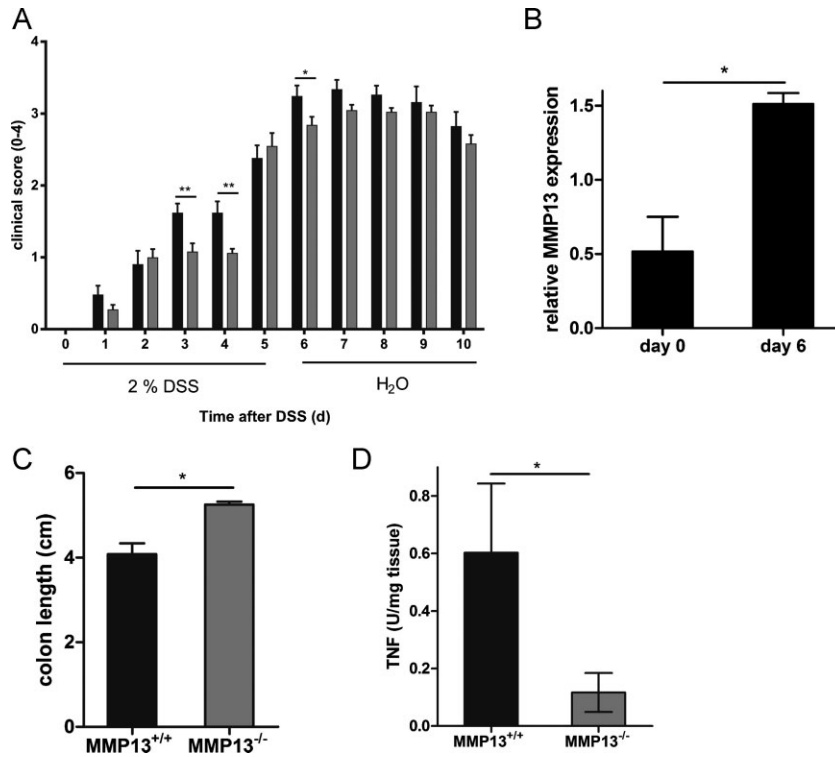 A
clinical score (0-4)
4
3
2
1
0
*
**
**
0 1 2 3 4 5 6 7 8 9 10
2 % DSS
H₂O
Time after DSS (d)
B
relative MMP13 expression
*
1.5
1.0
0.5
0.0
day 0 day 6
C
colon length (cm)
*
6
4
2
0
MMP13⁺/⁺ MMP13⁻/⁻
D
TNF (U/mg tissue)
*
0.8
0.6
0.4
0.2
0.0
MMP13⁺/⁺ MMP13⁻/⁻